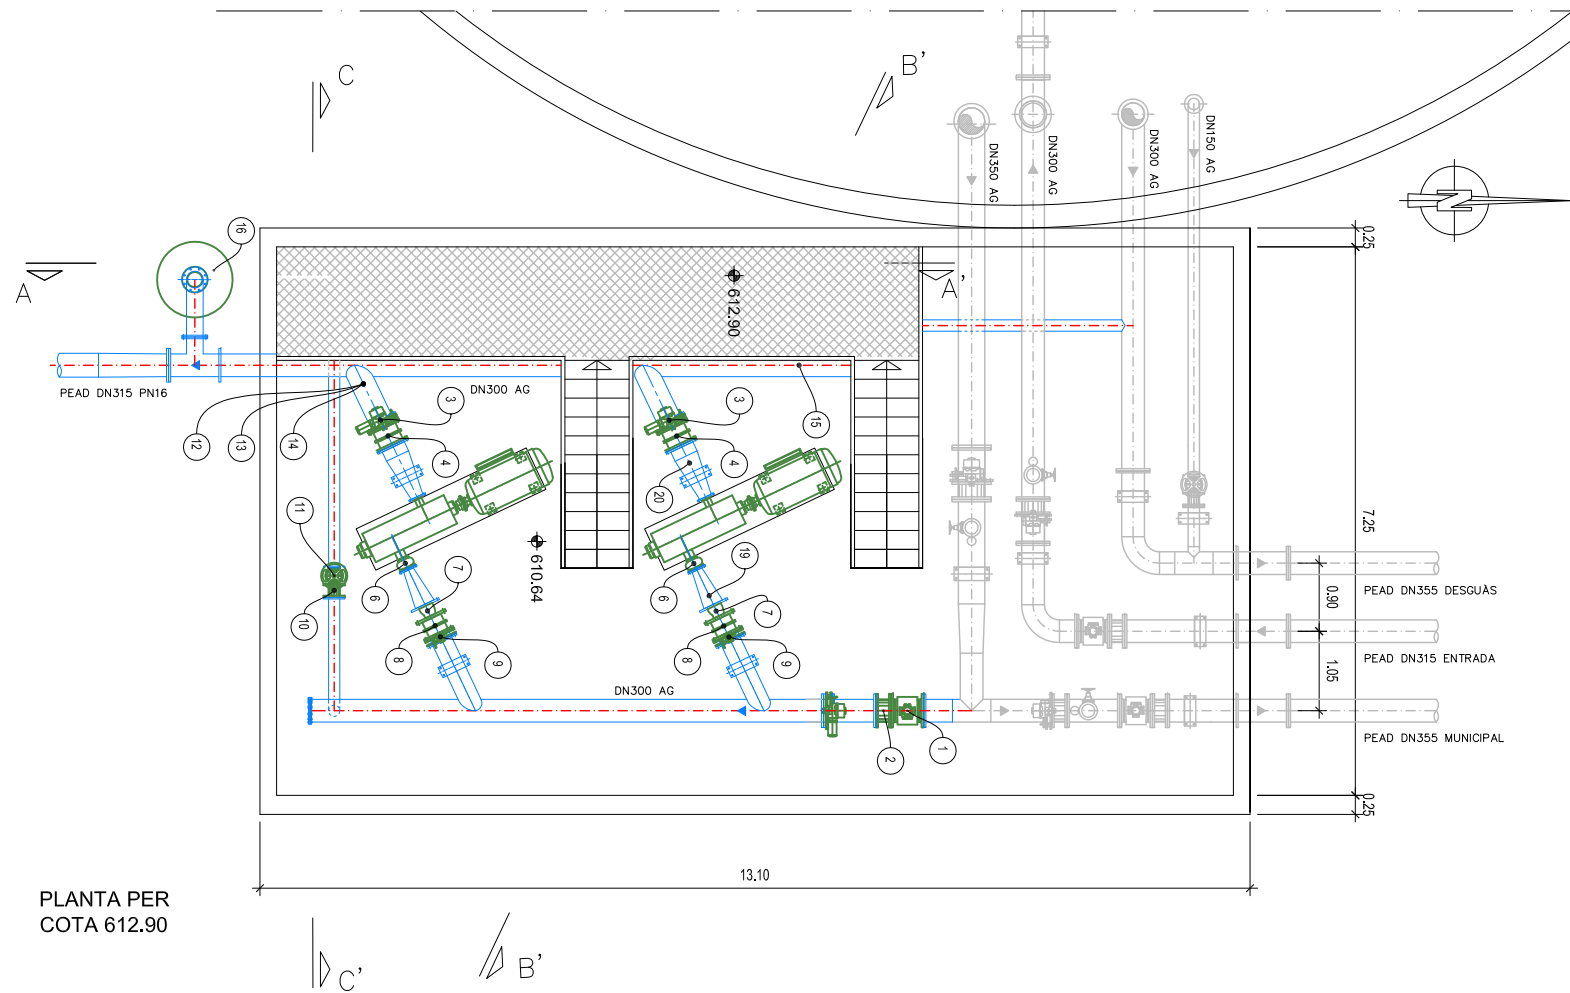 C
B'
DN350 AG
DN300 AG
DN300 AG
DN150 AG
N
16
A
A'
612.90
0.25
PEAD DN315 PN16
DN300 AG
12
13
14
3
4
3
4
15
20
11
10
610.64
6
7
8
9
6
19
7
8
9
7.25
0.90
1.05
0.25
PEAD DN355 DESGUÀS
PEAD DN315 ENTRADA
PEAD DN355 MUNICIPAL
DN300 AG
2
1
13.10
PLANTA PER
COTA 612.90
C'
B'